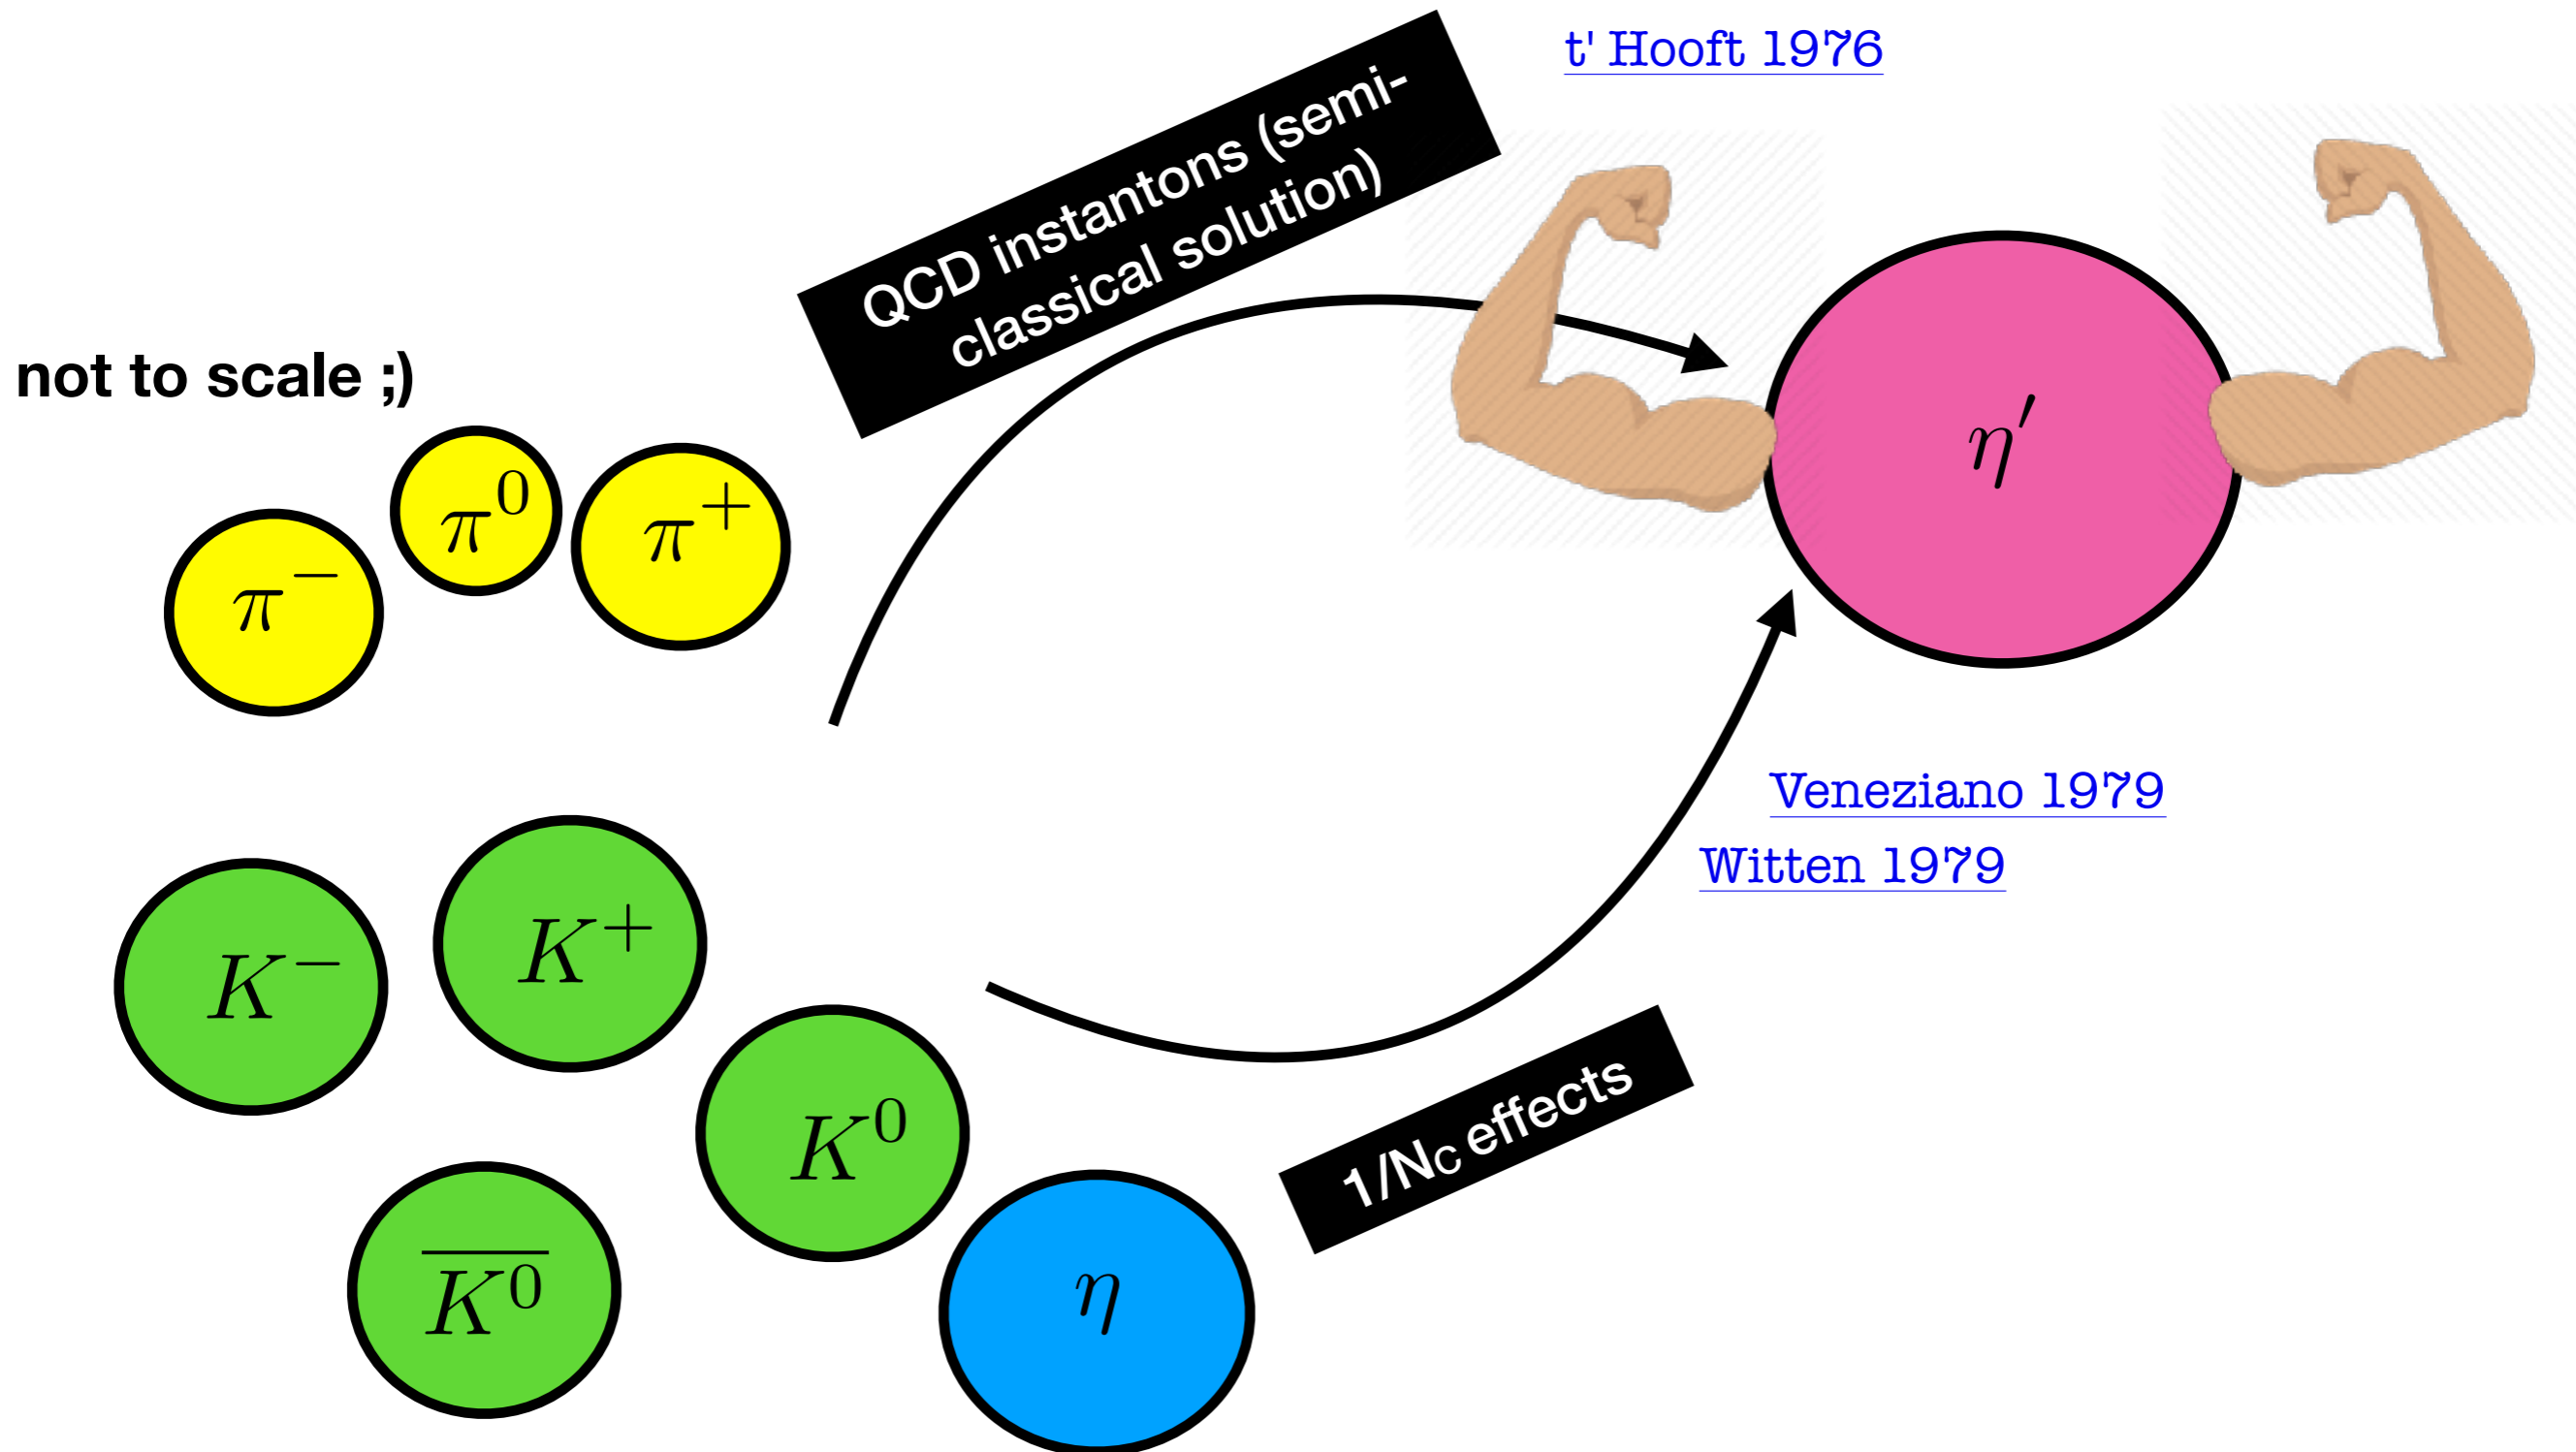 t' Hooft 1976
QCD instantons (semi-
classical solution)
not to scale ;)
η′
π⁰
π⁺
π⁻
Veneziano 1979
Witten 1979
K⁺
K⁻
K⁰
1/Nc effects
K̅⁰
η